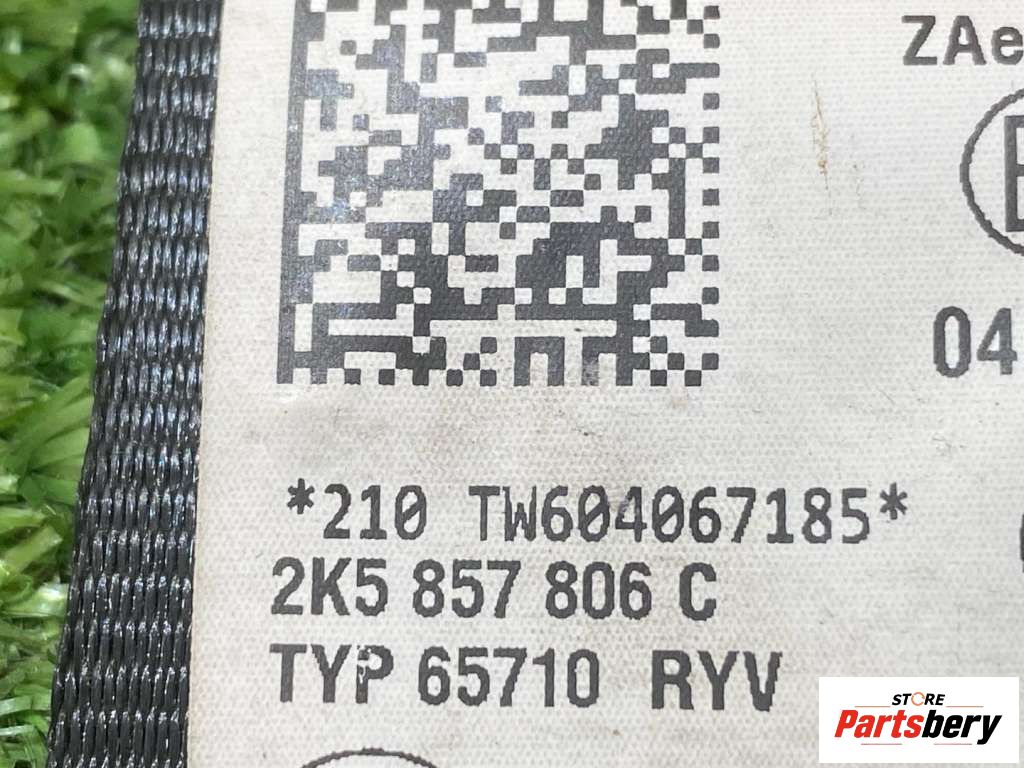 ZAe
E
04
*210 TW604067185*
2K5 857 806 C
TYP 65710 RYV
STORE
Partsbery